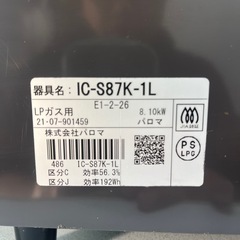 器具名： IC-S87K-1L
E1-2-26
LPガス用 8.10kW
21・07-901459 パロマ
株式会社パロマ
486 IC-S87K-1L
区分C 効率56.3%
区分J 効率192Wh
PS
LPG